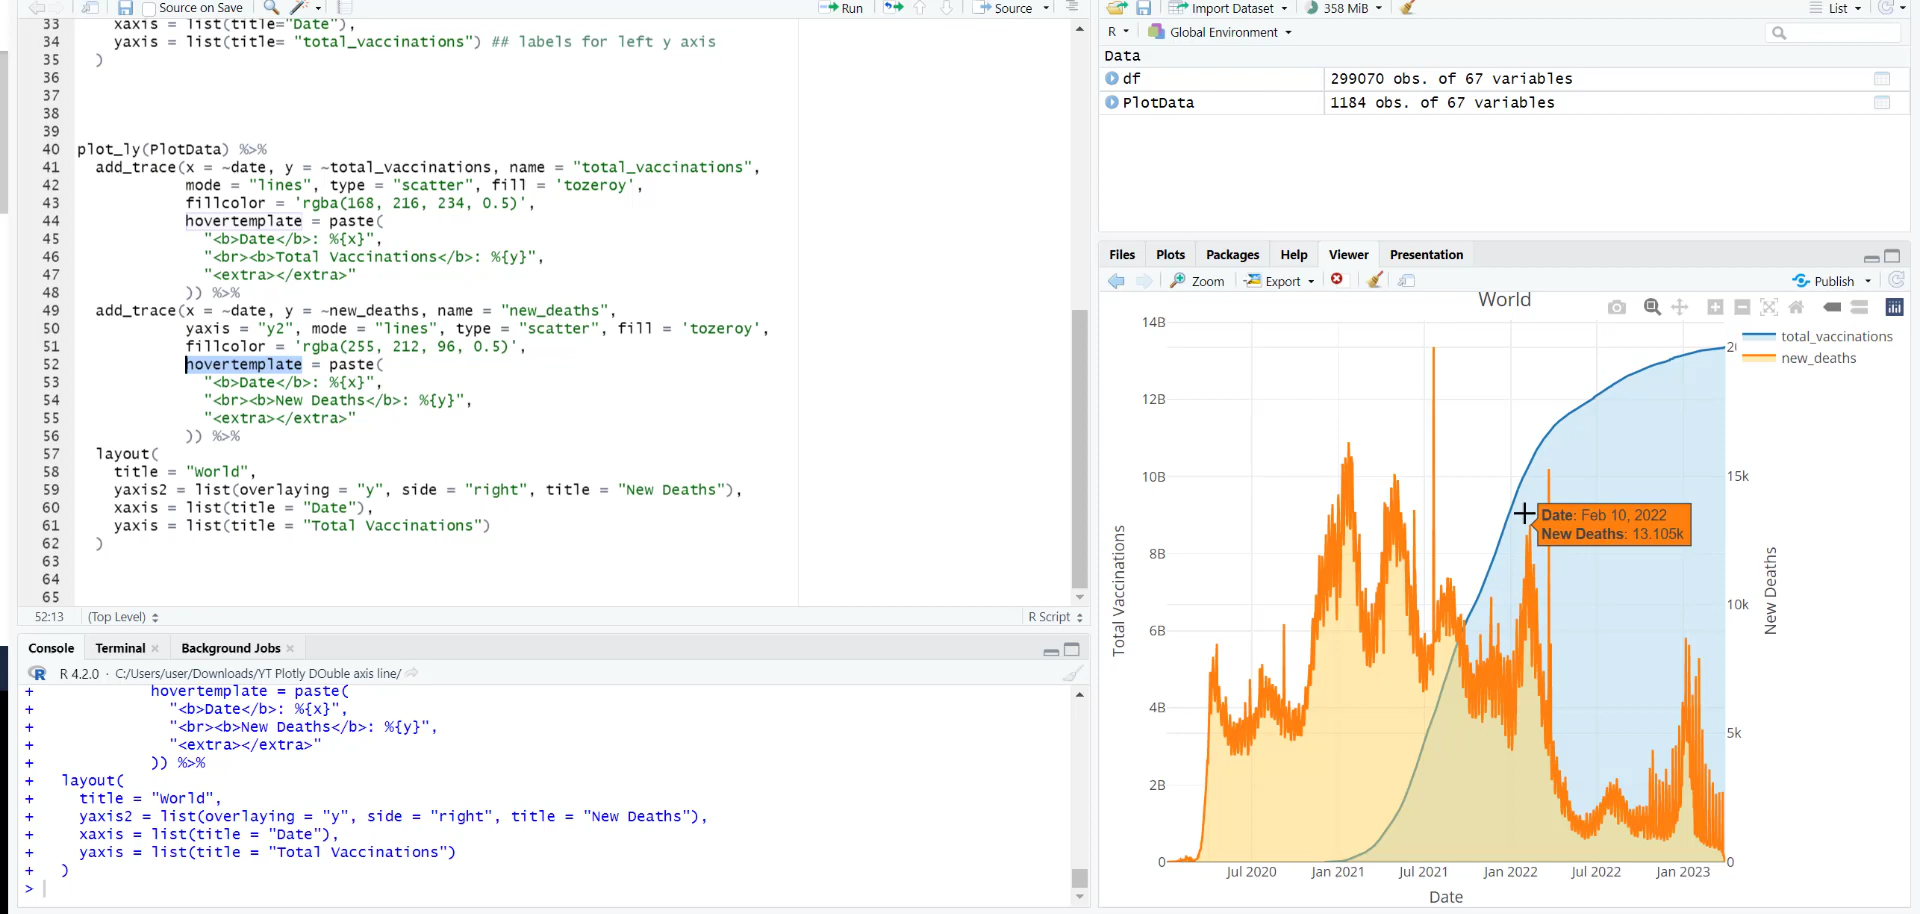 Source on Save
Run
Source
33 xaxis = list(title="Date"),
34 yaxis = list(title= "total_vaccinations") ## labels for left y axis
35 )
36
37
38
39
40 plot_ly(PlotData) %>%
41 add_trace(x = ~date, y = ~total_vaccinations, name = "total_vaccinations",
42 mode = "lines", type = "scatter", fill = 'tozeroy',
43 fillcolor = 'rgba(168, 216, 234, 0.5)',
44 hovertemplate = paste(
45 "<b>Date</b>: %{x}",
46 "<br><b>Total Vaccinations</b>: %{y}",
47 "<extra></extra>"
48 )) %>%
49 add_trace(x = ~date, y = ~new_deaths, name = "new_deaths",
50 yaxis = "y2", mode = "lines", type = "scatter", fill = 'tozeroy',
51 fillcolor = 'rgba(255, 212, 96, 0.5)',
52 hovertemplate = paste(
53 "<b>Date</b>: %{x}",
54 "<br><b>New Deaths</b>: %{y}",
55 "<extra></extra>"
56 )) %>%
57 layout(
58 title = "World",
59 yaxis2 = list(overlaying = "y", side = "right", title = "New Deaths"),
60 xaxis = list(title = "Date"),
61 yaxis = list(title = "Total Vaccinations")
62 )
63
64
65
52:13 (Top Level) R Script
Console Terminal Background Jobs
R 4.2.0 · C:/Users/user/Downloads/YT Plotly DOuble axis line/
+ hovertemplate = paste(
+ "<b>Date</b>: %{x}",
+ "<br><b>New Deaths</b>: %{y}",
+ "<extra></extra>"
+ )) %>%
+ layout(
+ title = "World",
+ yaxis2 = list(overlaying = "y", side = "right", title = "New Deaths"),
+ xaxis = list(title = "Date"),
+ yaxis = list(title = "Total Vaccinations")
+ )
>
Import Dataset 358 MiB List
R Global Environment
Data
df 299070 obs. of 67 variables
PlotData 1184 obs. of 67 variables
Files Plots Packages Help Viewer Presentation
Zoom Export Publish
World
total_vaccinations
new_deaths
14B
12B
10B
8B
6B
4B
2B
0
Total Vaccinations
20
15k
10k
5k
0
New Deaths
Date: Feb 10, 2022
New Deaths: 13.105k
Jul 2020 Jan 2021 Jul 2021 Jan 2022 Jul 2022 Jan 2023
Date